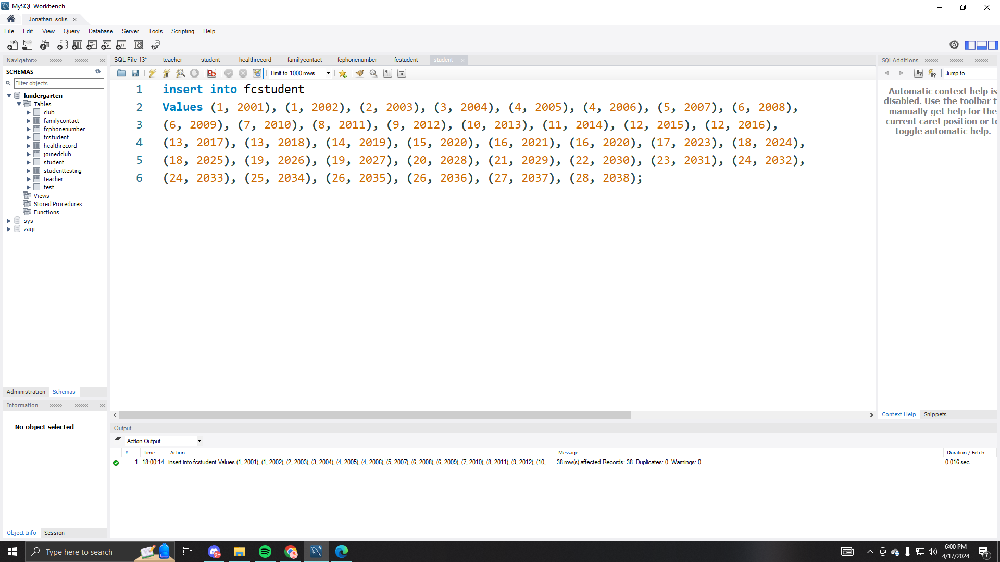 MySQL Workbench
Jonathan_solis
File Edit View Query Database Server Tools Scripting Help
Navigator
SCHEMAS
Filter objects
kindergarten
Tables
club
familycontact
fcphonenumber
fcstudent
healthrecord
joinedclub
student
studenttesting
teacher
test
Views
Stored Procedures
Functions
sys
zagi
Administration Schemas
Information
No object selected
Object Info Session
SQL File 13* teacher student healthrecord familycontact fcphonenumber fcstudent student
Limit to 1000 rows
1 insert into fcstudent
2 Values (1, 2001), (1, 2002), (2, 2003), (3, 2004), (4, 2005), (4, 2006), (5, 2007), (6, 2008),
3 (6, 2009), (7, 2010), (8, 2011), (9, 2012), (10, 2013), (11, 2014), (12, 2015), (12, 2016),
4 (13, 2017), (13, 2018), (14, 2019), (15, 2020), (16, 2021), (16, 2020), (17, 2023), (18, 2024),
5 (18, 2025), (19, 2026), (19, 2027), (20, 2028), (21, 2029), (22, 2030), (23, 2031), (24, 2032),
6 (24, 2033), (25, 2034), (26, 2035), (26, 2036), (27, 2037), (28, 2038);
SQLAdditions
Jump to
Automatic context help is
disabled. Use the toolbar t
manually get help for the
current caret position or to
toggle automatic help.
Context Help Snippets
Output
Action Output
# Time Action Message Duration / Fetch
1 18:00:14 insert into fcstudent Values (1, 2001), (1, 2002), (2, 2003), (3, 2004), (4, 2005), (4, 2006), (5, 2007), (6, 2008), (6, 2009), (7, 2010), (8, 2011), (9, 2012), (10, ... 38 row(s) affected Records: 38 Duplicates: 0 Warnings: 0 0.016 sec
Type here to search
9+
6:00 PM
4/17/2024
7